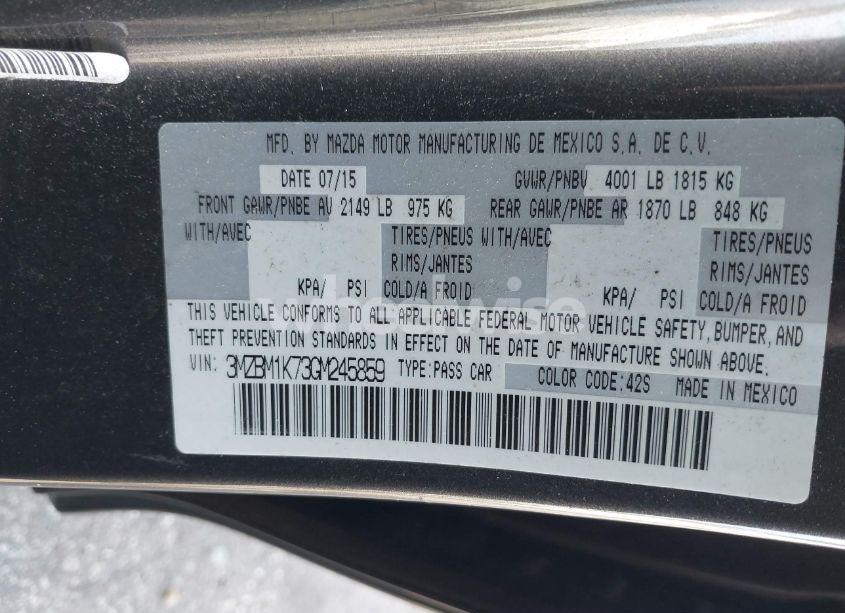 MFD. BY MAZDA MOTOR MANUFACTURING DE MEXICO S.A. DE C.V.
DATE 07/15 GVWR/PNBV 4001 LB 1815 KG
FRONT GAWR/PNBE AV 2149 LB 975 KG REAR GAWR/PNBE AR 1870 LB 848 KG
WITH/AVEC TIRES/PNEUS WITH/AVEC TIRES/PNEUS
RIMS/JANTES RIMS/JANTES
KPA/ PSI COLD/A FROID KPA/ PSI COLD/A FROID
wheelwise
THIS VEHICLE CONFORMS TO ALL APPLICABLE FEDERAL MOTOR VEHICLE SAFETY, BUMPER, AND
THEFT PREVENTION STANDARDS IN EFFECT ON THE DATE OF MANUFACTURE SHOWN ABOVE.
VIN: 3MZBM1K73GM245859 TYPE:PASS CAR COLOR CODE:42S MADE IN MEXICO